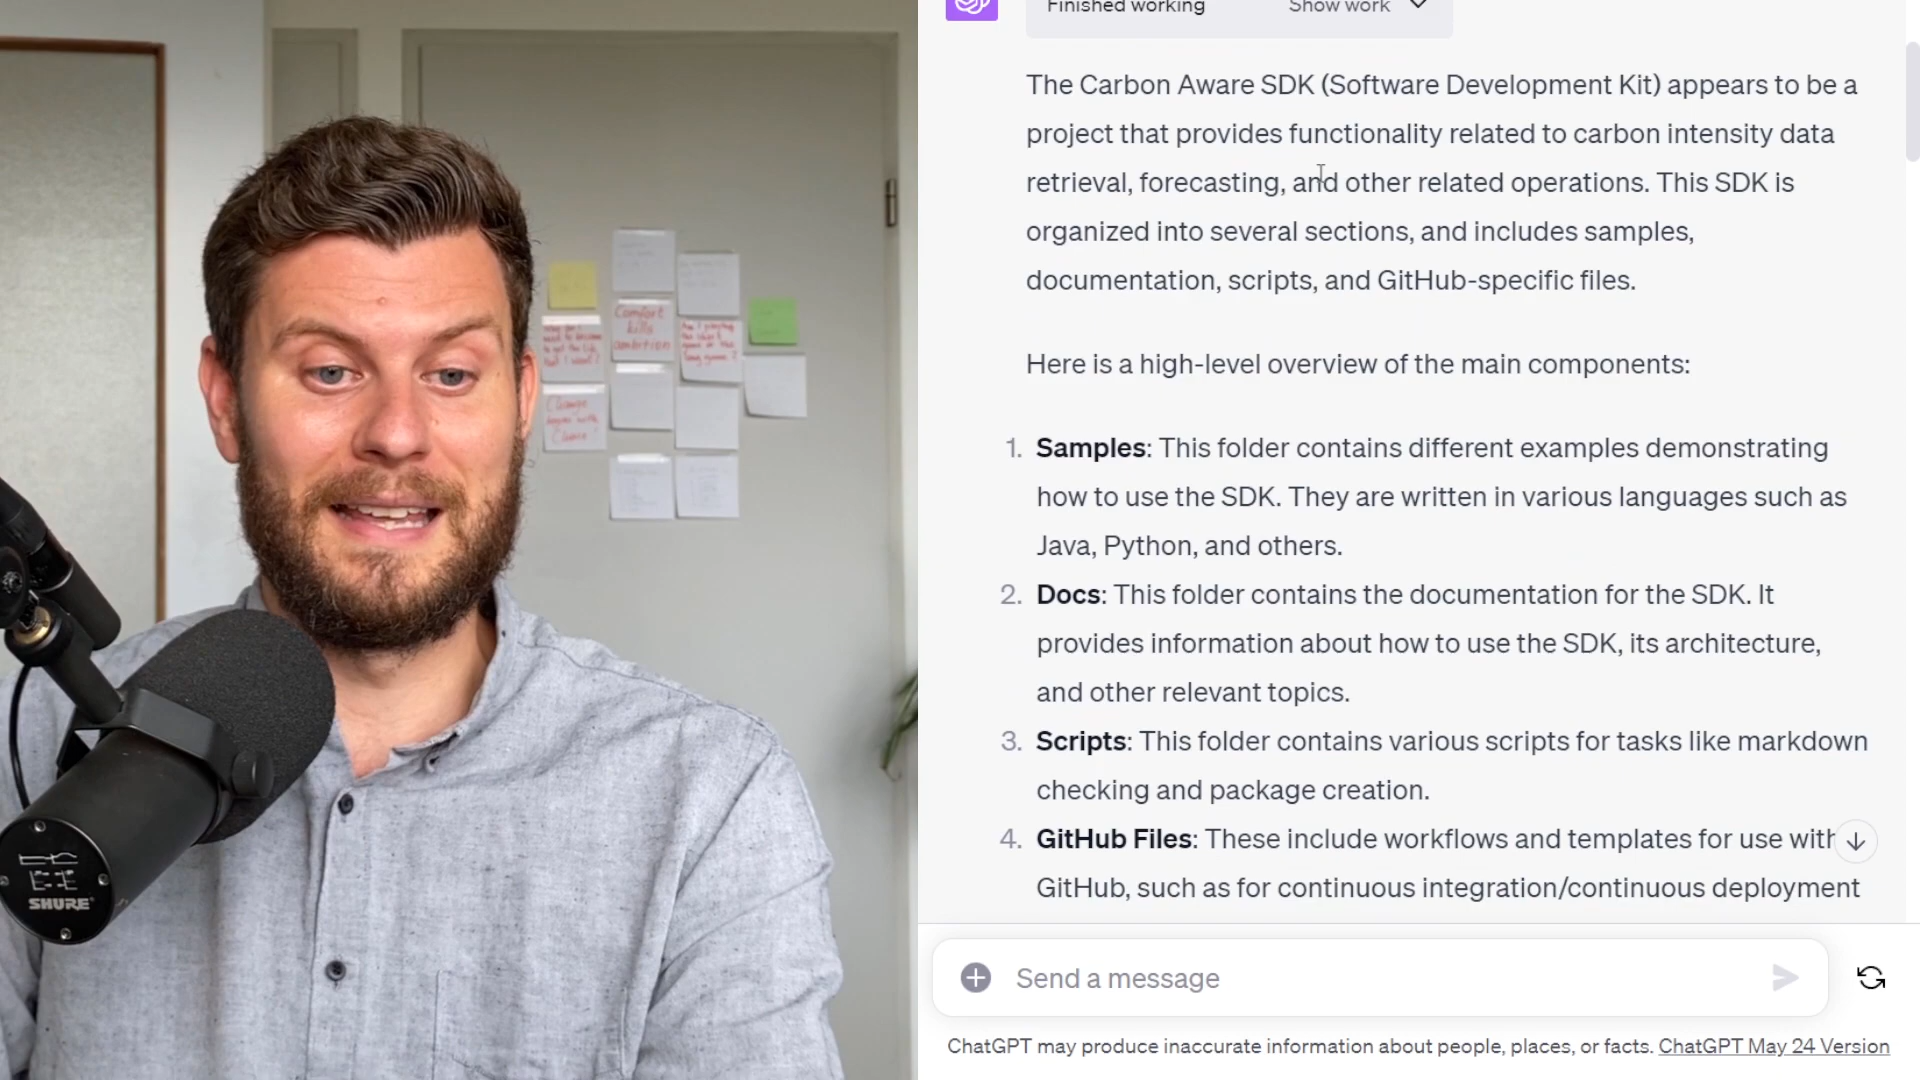 Finished working Show work
The Carbon Aware SDK (Software Development Kit) appears to be a
project that provides functionality related to carbon intensity data
retrieval, forecasting, and other related operations. This SDK is
organized into several sections, and includes samples,
documentation, scripts, and GitHub-specific files.
Here is a high-level overview of the main components:
1. Samples: This folder contains different examples demonstrating
how to use the SDK. They are written in various languages such as
Java, Python, and others.
2. Docs: This folder contains the documentation for the SDK. It
provides information about how to use the SDK, its architecture,
and other relevant topics.
3. Scripts: This folder contains various scripts for tasks like markdown
checking and package creation.
4. GitHub Files: These include workflows and templates for use with
GitHub, such as for continuous integration/continuous deployment
Send a message
ChatGPT may produce inaccurate information about people, places, or facts. ChatGPT May 24 Version
Comfort
kills
ambition
Change
begins with
SHURE